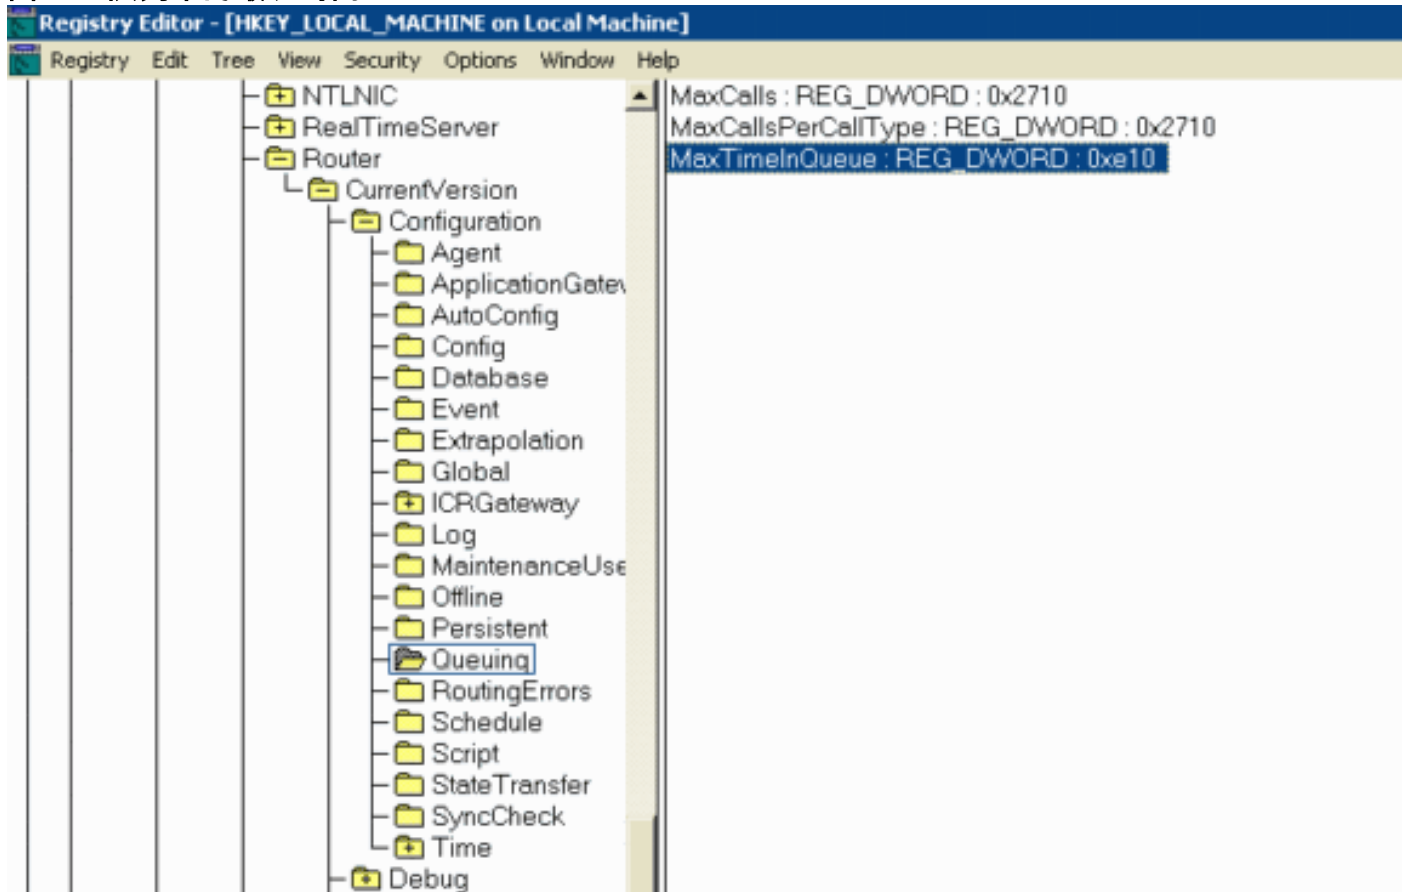 Registry Editor - [HKEY_LOCAL_MACHINE on Local Machine]
Registry Edit Tree View Security Options Window Help
NTLNIC
RealTimeServer
Router
CurrentVersion
Configuration
Agent
ApplicationGatew
AutoConfig
Config
Database
Event
Extrapolation
Global
ICRGateway
Log
MaintenanceUse
Offline
Persistent
Queuing
RoutingErrors
Schedule
Script
StateTransfer
SyncCheck
Time
Debug
MaxCalls : REG_DWORD : 0x2710
MaxCallsPerCallType : REG_DWORD : 0x2710
MaxTimeInQueue : REG_DWORD : 0xe10